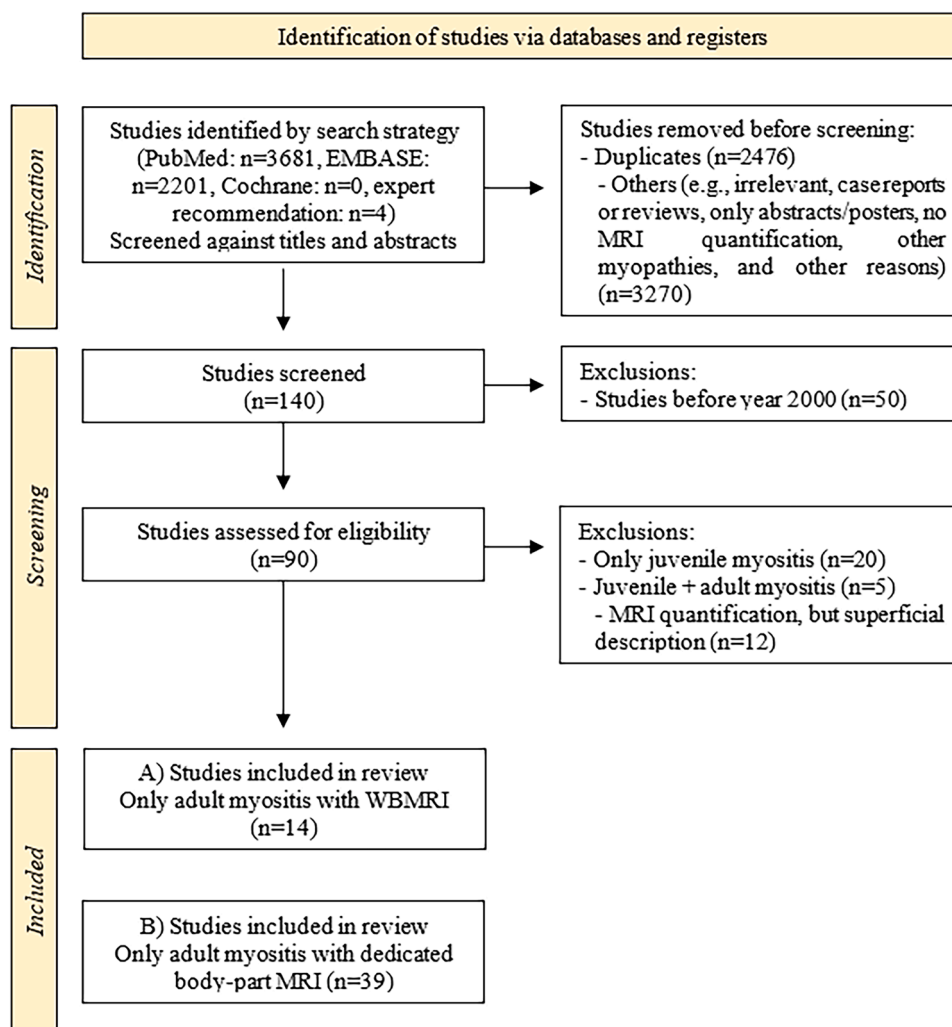 Identification of studies via databases and registers
Identification
Studies identified by search strategy
(PubMed: n=3681, EMBASE:
n=2201, Cochrane: n=0, expert
recommendation: n=4)
Screened against titles and abstracts
Studies removed before screening:
- Duplicates (n=2476)
- Others (e.g., irrelevant, case reports
or reviews, only abstracts/posters, no
MRI quantification, other
myopathies, and other reasons)
(n=3270)
Screening
Studies screened
(n=140)
Exclusions:
- Studies before year 2000 (n=50)
Studies assessed for eligibility
(n=90)
Exclusions:
- Only juvenile myositis (n=20)
- Juvenile + adult myositis (n=5)
- MRI quantification, but superficial
description (n=12)
Included
A) Studies included in review
Only adult myositis with WBMRI
(n=14)
B) Studies included in review
Only adult myositis with dedicated
body-part MRI (n=39)